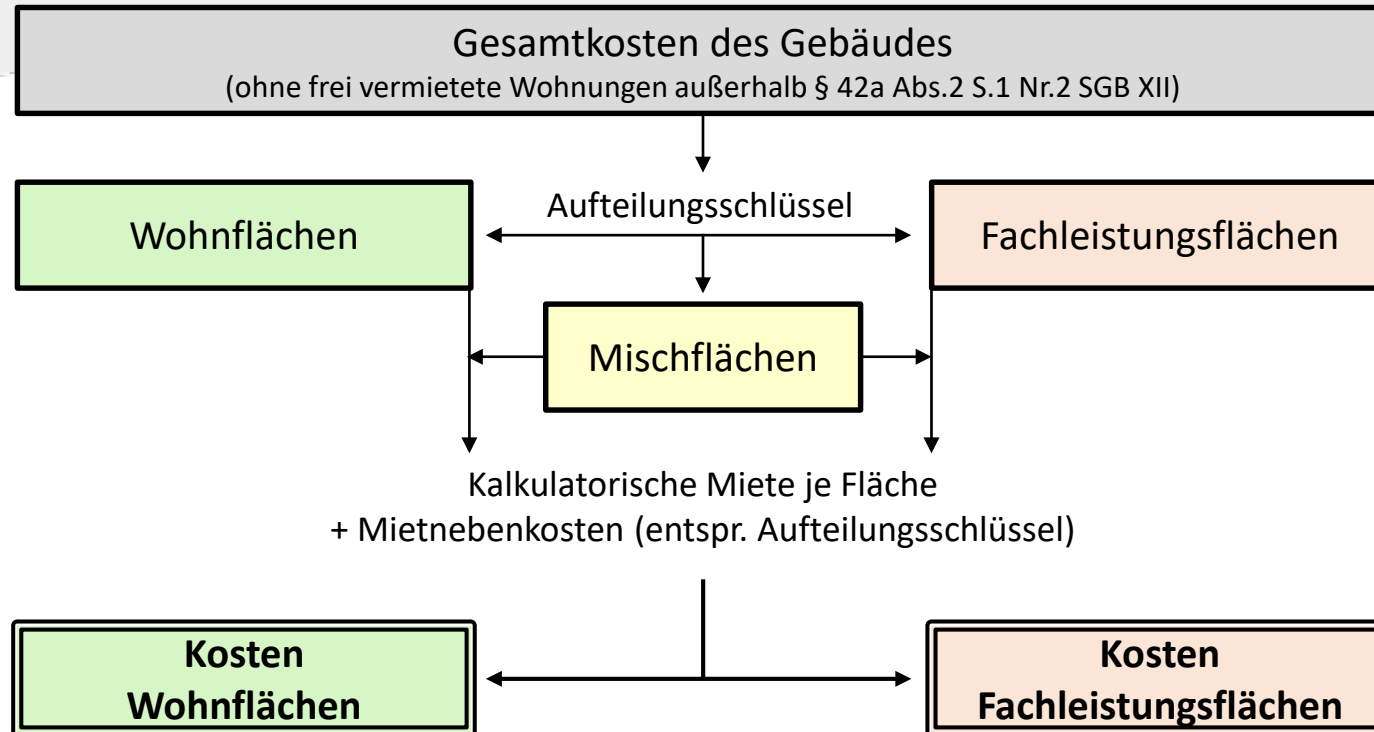 Gesamtkosten des Gebäudes
(ohne frei vermietete Wohnungen außerhalb § 42a Abs.2 S.1 Nr.2 SGB XII)
Wohnflächen
Aufteilungsschlüssel
Fachleistungsflächen
Mischflächen
Kalkulatorische Miete je Fläche
+ Mietnebenkosten (entspr. Aufteilungsschlüssel)
Kosten
Wohnflächen
Kosten
Fachleistungsflächen